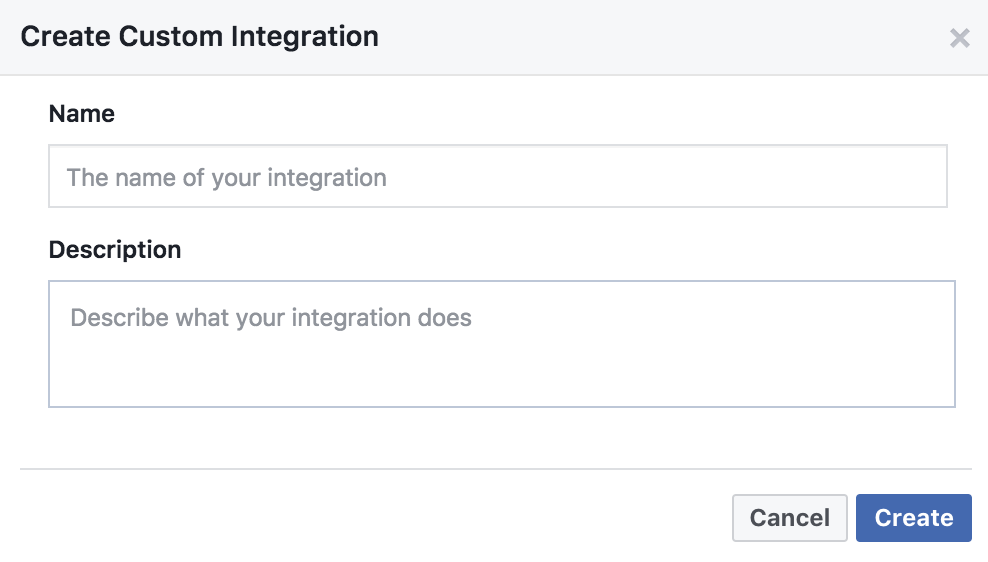 Create Custom Integration
Name
The name of your integration
Description
Describe what your integration does
Cancel Create